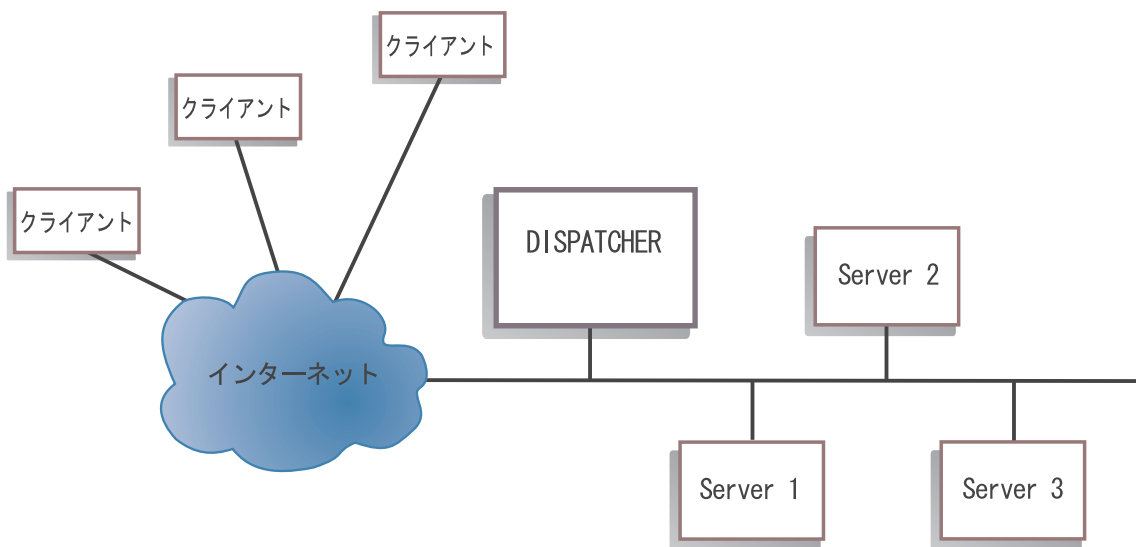 クライアント
クライアント
クライアント
DISPATCHER
Server 2
インターネット
Server 1
Server 3